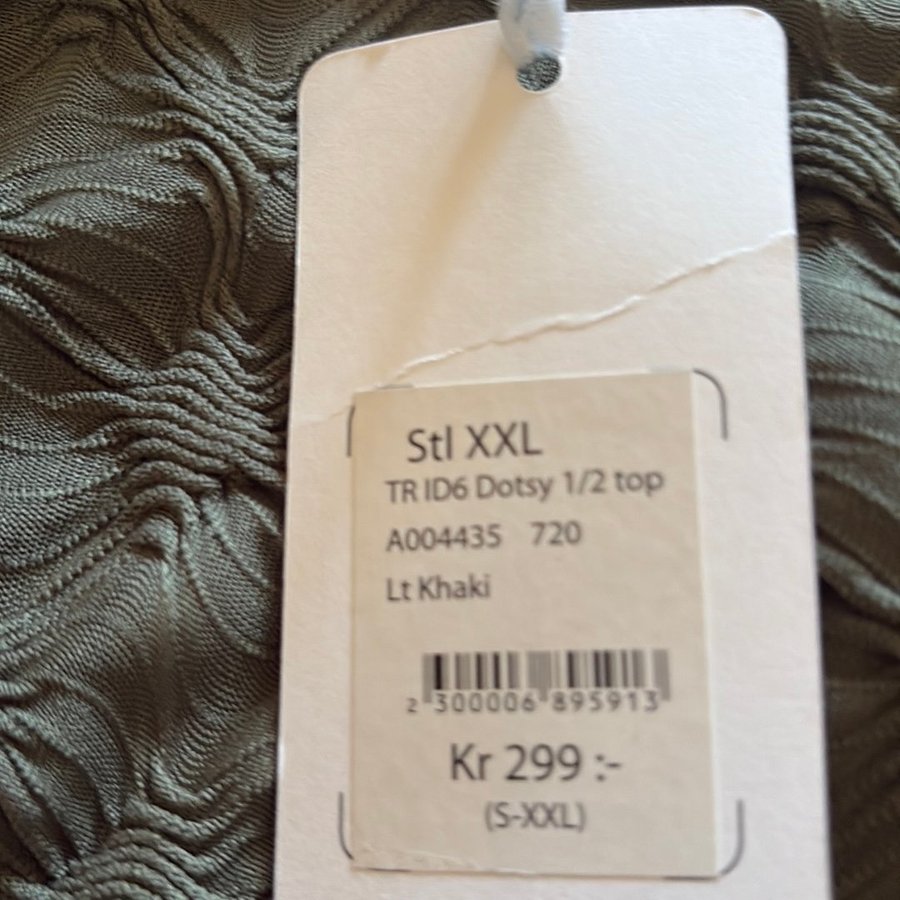 Stl XXL
TR ID6 Dotsy 1/2 top
A004435 720
Lt Khaki
2 300006 895913
Kr 299 :-
(S-XXL)